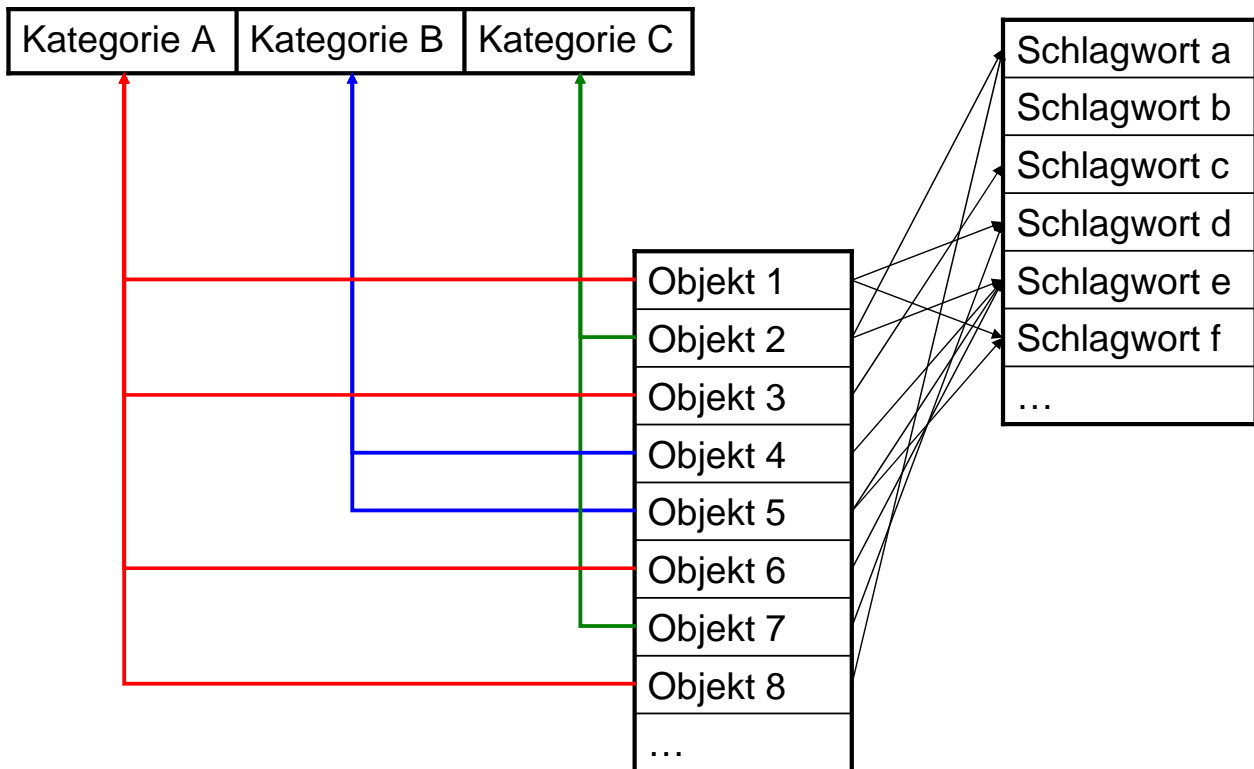 Kategorie A Kategorie B Kategorie C
Schlagwort a
Schlagwort b
Schlagwort c
Schlagwort d
Schlagwort e
Schlagwort f
…
Objekt 1
Objekt 2
Objekt 3
Objekt 4
Objekt 5
Objekt 6
Objekt 7
Objekt 8
…